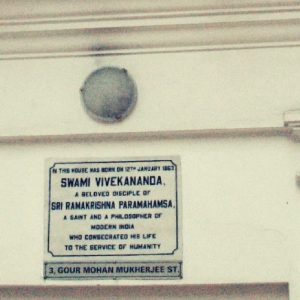 IN THIS HOUSE WAS BORN ON 12TH JANUARY 1863
SWAMI VIVEKANANDA,
A BELOVED DISCIPLE OF
SRI RAMAKRISHNA PARAMAHAMSA,
A SAINT AND A PHILOSOPHER OF
MODERN INDIA
WHO CONSECRATED HIS LIFE
TO THE SERVICE OF HUMANITY
3, GOUR MOHAN MUKHERJEE ST.